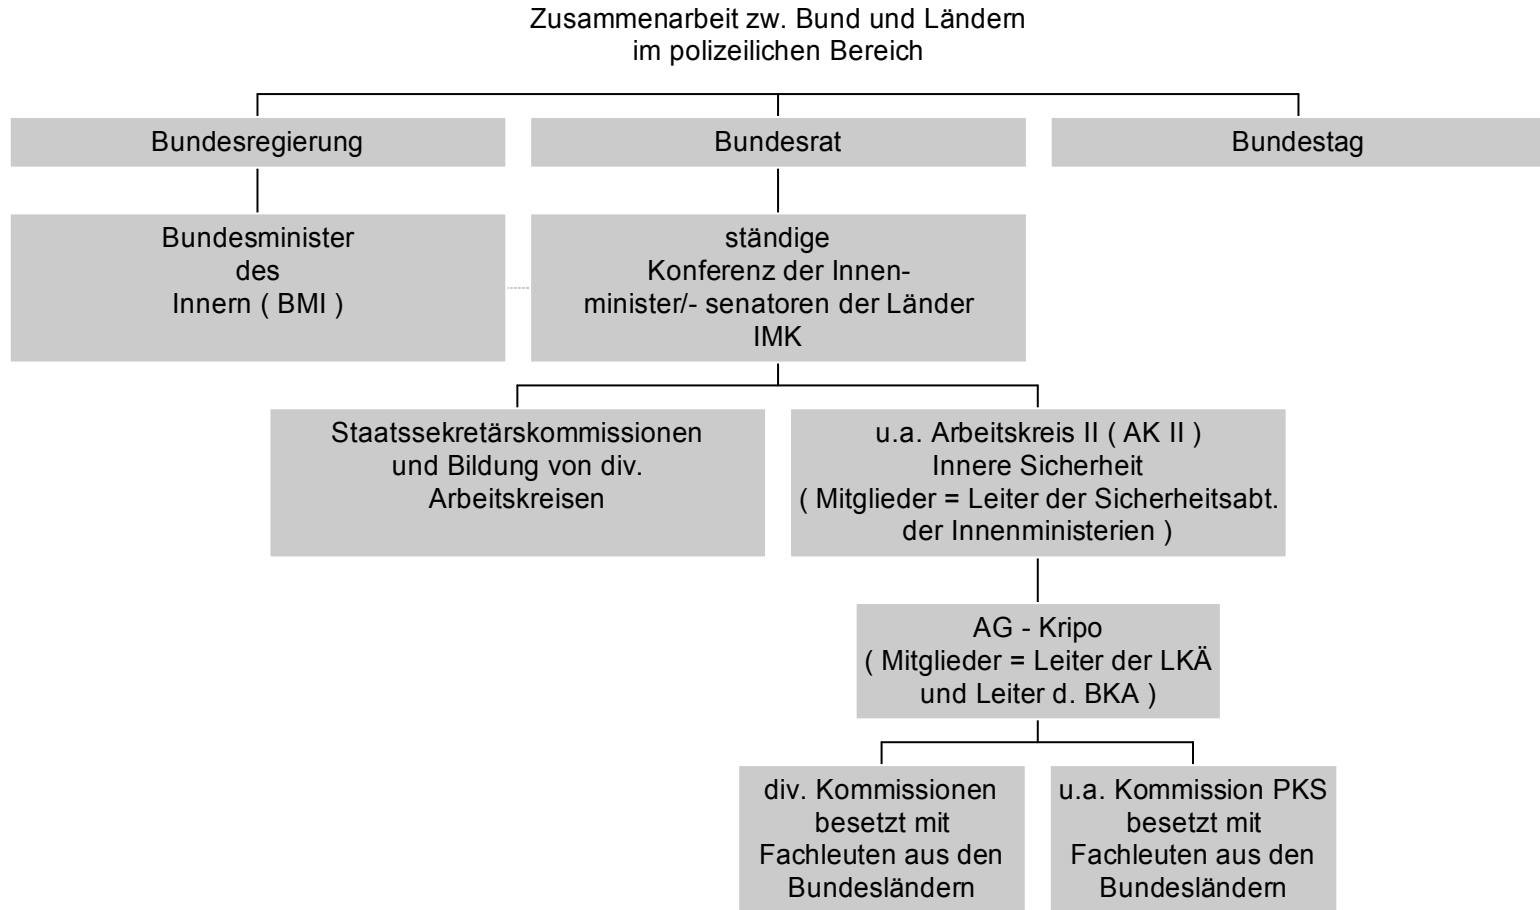 Zusammenarbeit zw. Bund und Ländern
im polizeilichen Bereich
Bundesregierung
Bundesrat
Bundestag
Bundesminister
des
Innern ( BMI )
ständige
Konferenz der Innen-
minister/- senatoren der Länder
IMK
Staatssekretärskommissionen
und Bildung von div.
Arbeitskreisen
u.a. Arbeitskreis II ( AK II )
Innere Sicherheit
( Mitglieder = Leiter der Sicherheitsabt.
der Innenministerien )
AG - Kripo
( Mitglieder = Leiter der LKÄ
und Leiter d. BKA )
div. Kommissionen
besetzt mit
Fachleuten aus den
Bundesländern
u.a. Kommission PKS
besetzt mit
Fachleuten aus den
Bundesländern